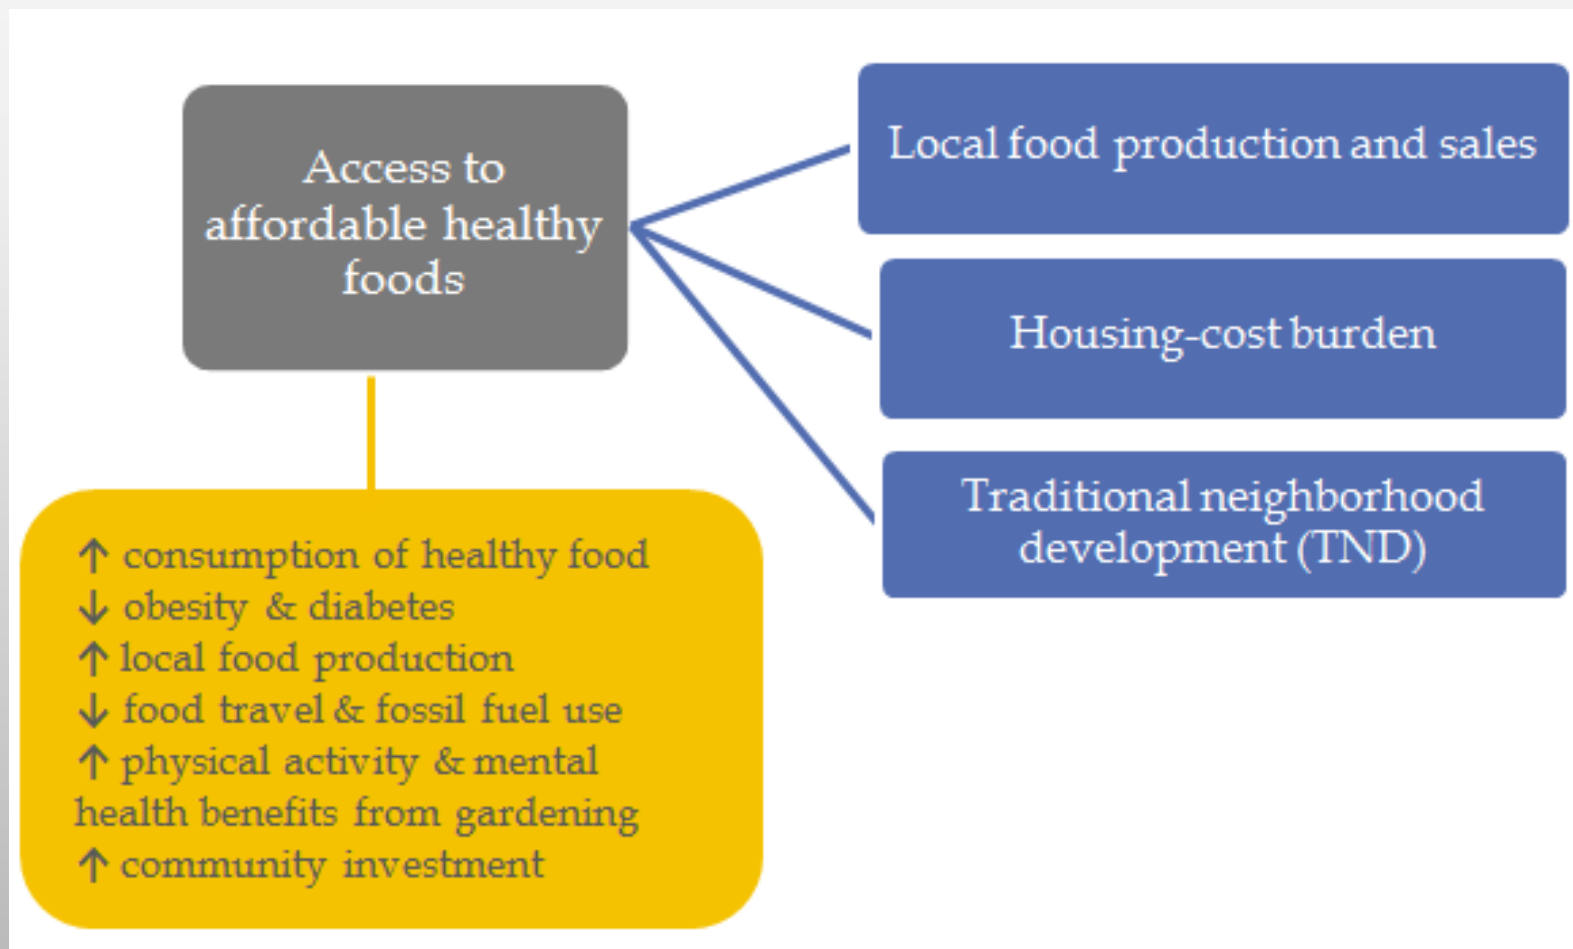 Access to
affordable healthy
foods
Local food production and sales
Housing-cost burden
Traditional neighborhood
development (TND)
↑ consumption of healthy food
↓ obesity & diabetes
↑ local food production
↓ food travel & fossil fuel use
↑ physical activity & mental
health benefits from gardening
↑ community investment